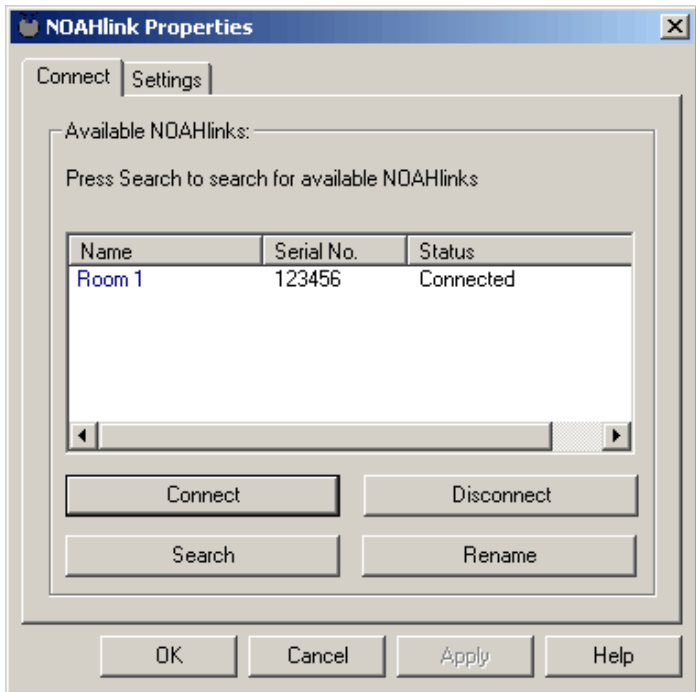 NOAHlink Properties
Connect Settings
Available NOAHlinks:
Press Search to search for available NOAHlinks
Name Serial No. Status
Room 1 123456 Connected
Connect Disconnect
Search Rename
OK Cancel Apply Help